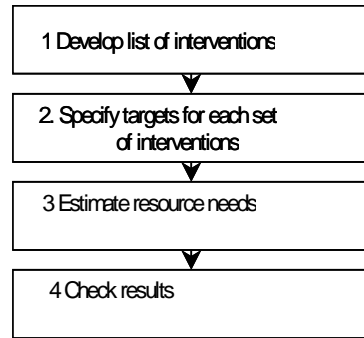 1 Develop list of interventions
2. Specify targets for each set
of interventions
3 Estimate resource needs
4 Check results